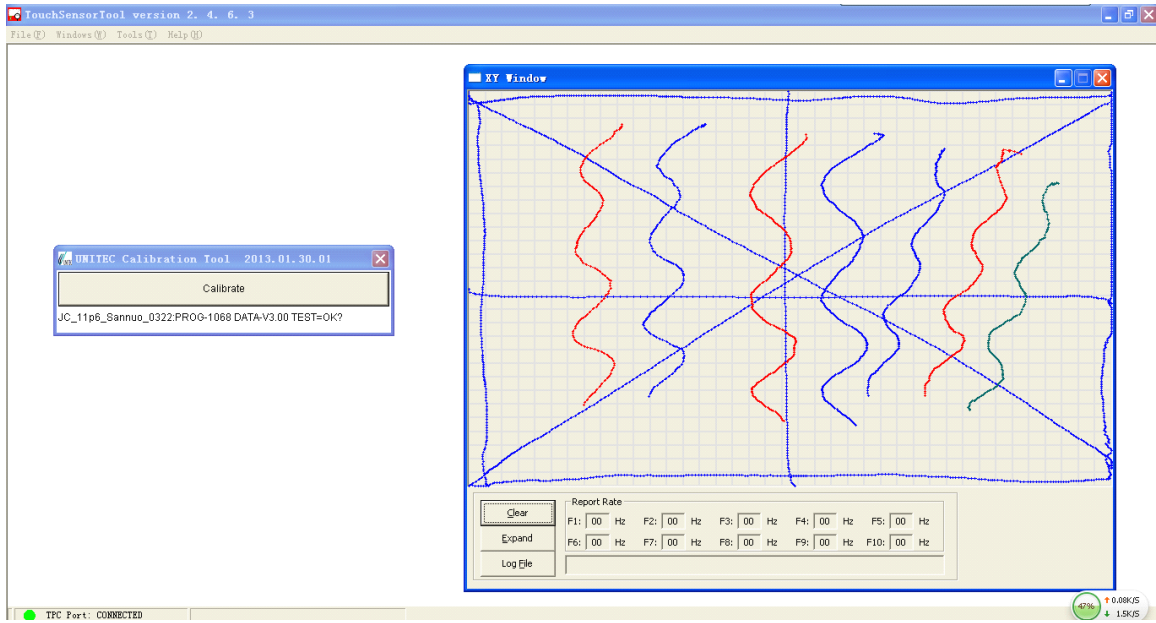 TouchSensorTool version 2. 4. 6. 3
File(F) Windows(W) Tools(T) Help(H)
XY Window
UNITEC Calibration Tool 2013.01.30.01
Calibrate
JC_11p6_Sannuo_0322:PROG-1068 DATA-V3.00 TEST=OK?
Clear
Expand
Log File
Report Rate
F1: 00 Hz F2: 00 Hz F3: 00 Hz F4: 00 Hz F5: 00 Hz
F6: 00 Hz F7: 00 Hz F8: 00 Hz F9: 00 Hz F10: 00 Hz
TPC Port: CONNECTED
47%
↑ 0.08K/S
↓ 1.5K/S